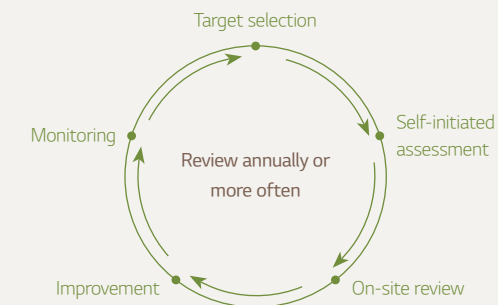 Target selection
Self-initiated
assessment
Monitoring
Review annually or
more often
Improvement
On-site review